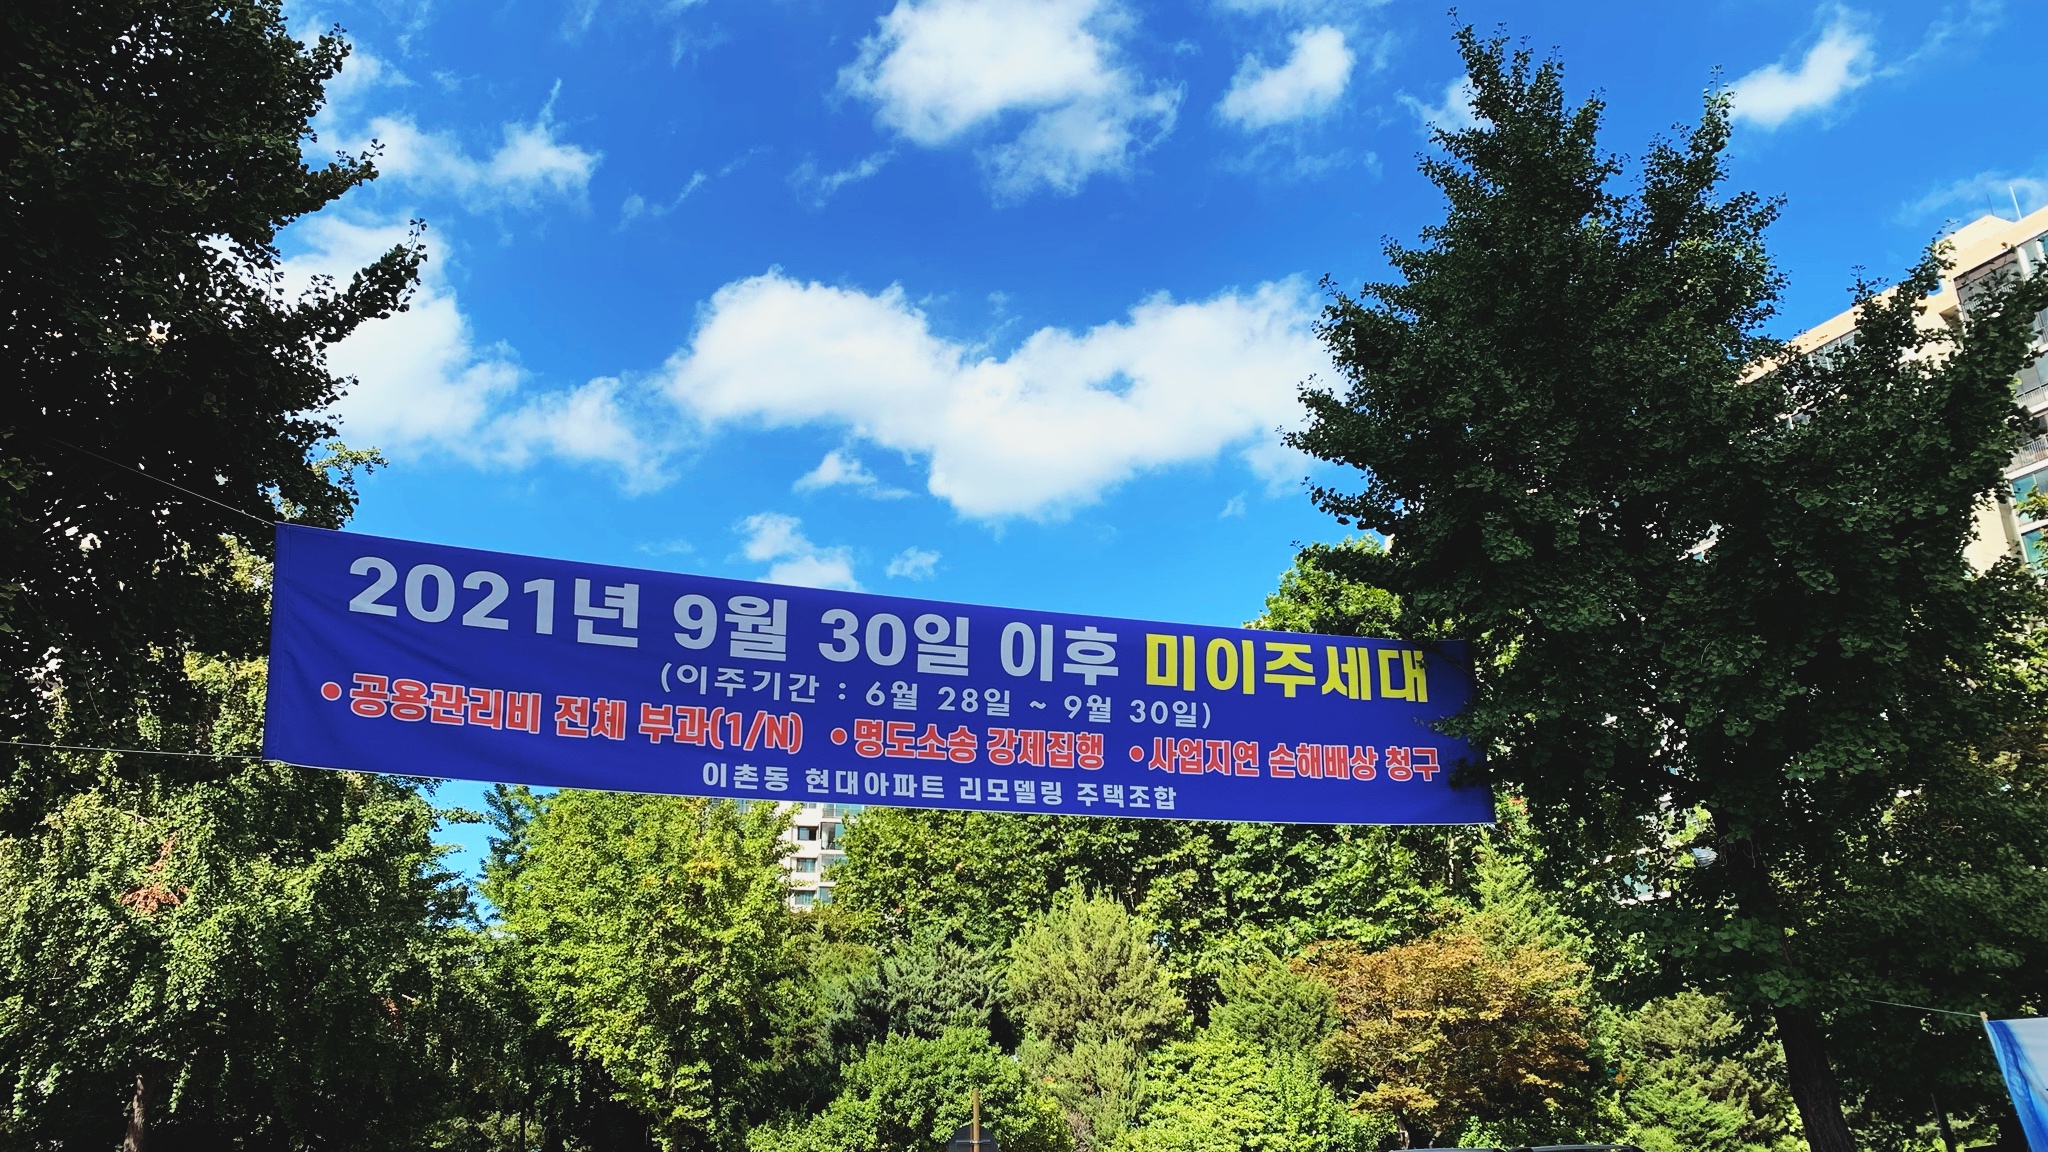 2021년 9월 30일 이후 미이주세대
(이주기간 : 6월 28일 ~ 9월 30일)
•공용관리비 전체 부과(1/N) •명도소송 강제집행 •사업지연 손해배상 청구
이촌동 현대아파트 리모델링 주택조합